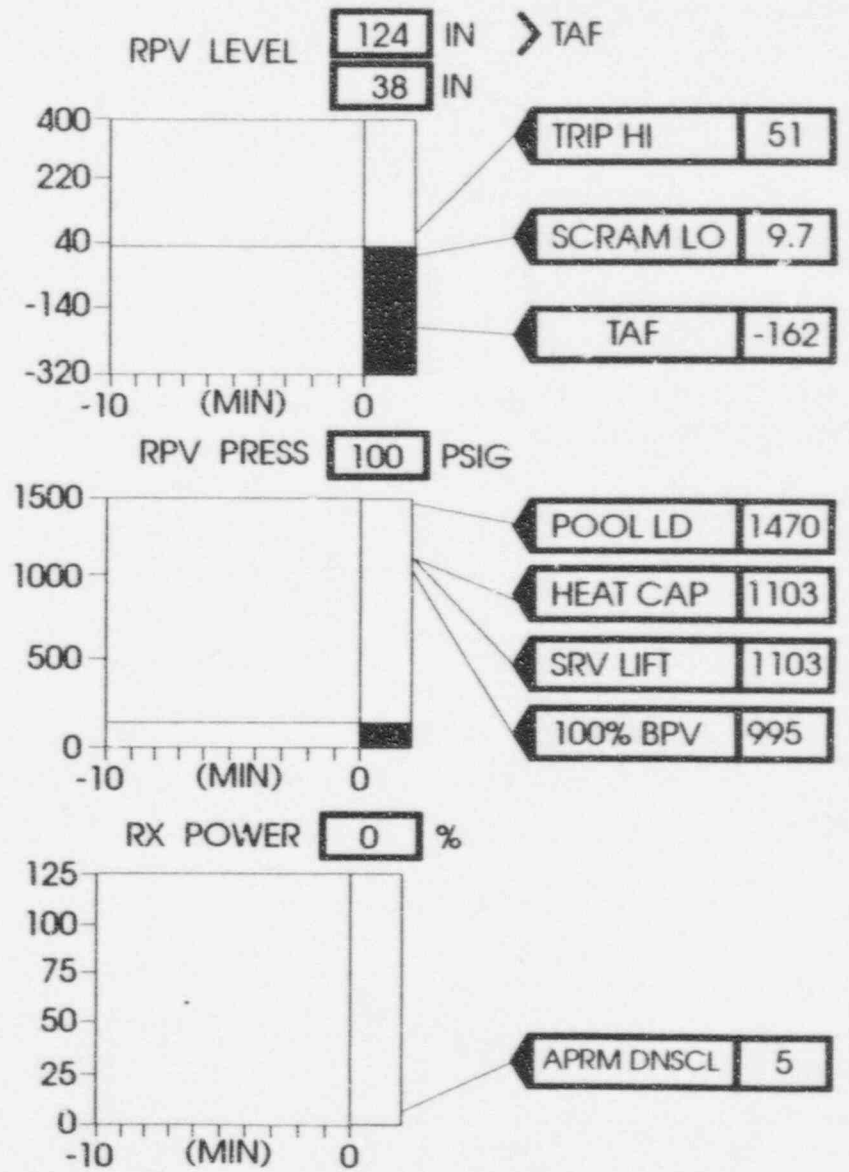 RPV LEVEL 124 IN > TAF
38 IN
400
220
40
-140
-320
-10 (MIN) 0
TRIP HI 51
SCRAM LO 9.7
TAF -162
RPV PRESS 100 PSIG
1500
1000
500
0
-10 (MIN) 0
POOL LD 1470
HEAT CAP 1103
SRV LIFT 1103
100% BPV 995
RX POWER 0 %
125
100
75
50
25
0
-10 (MIN) 0
APRM DNSCL 5